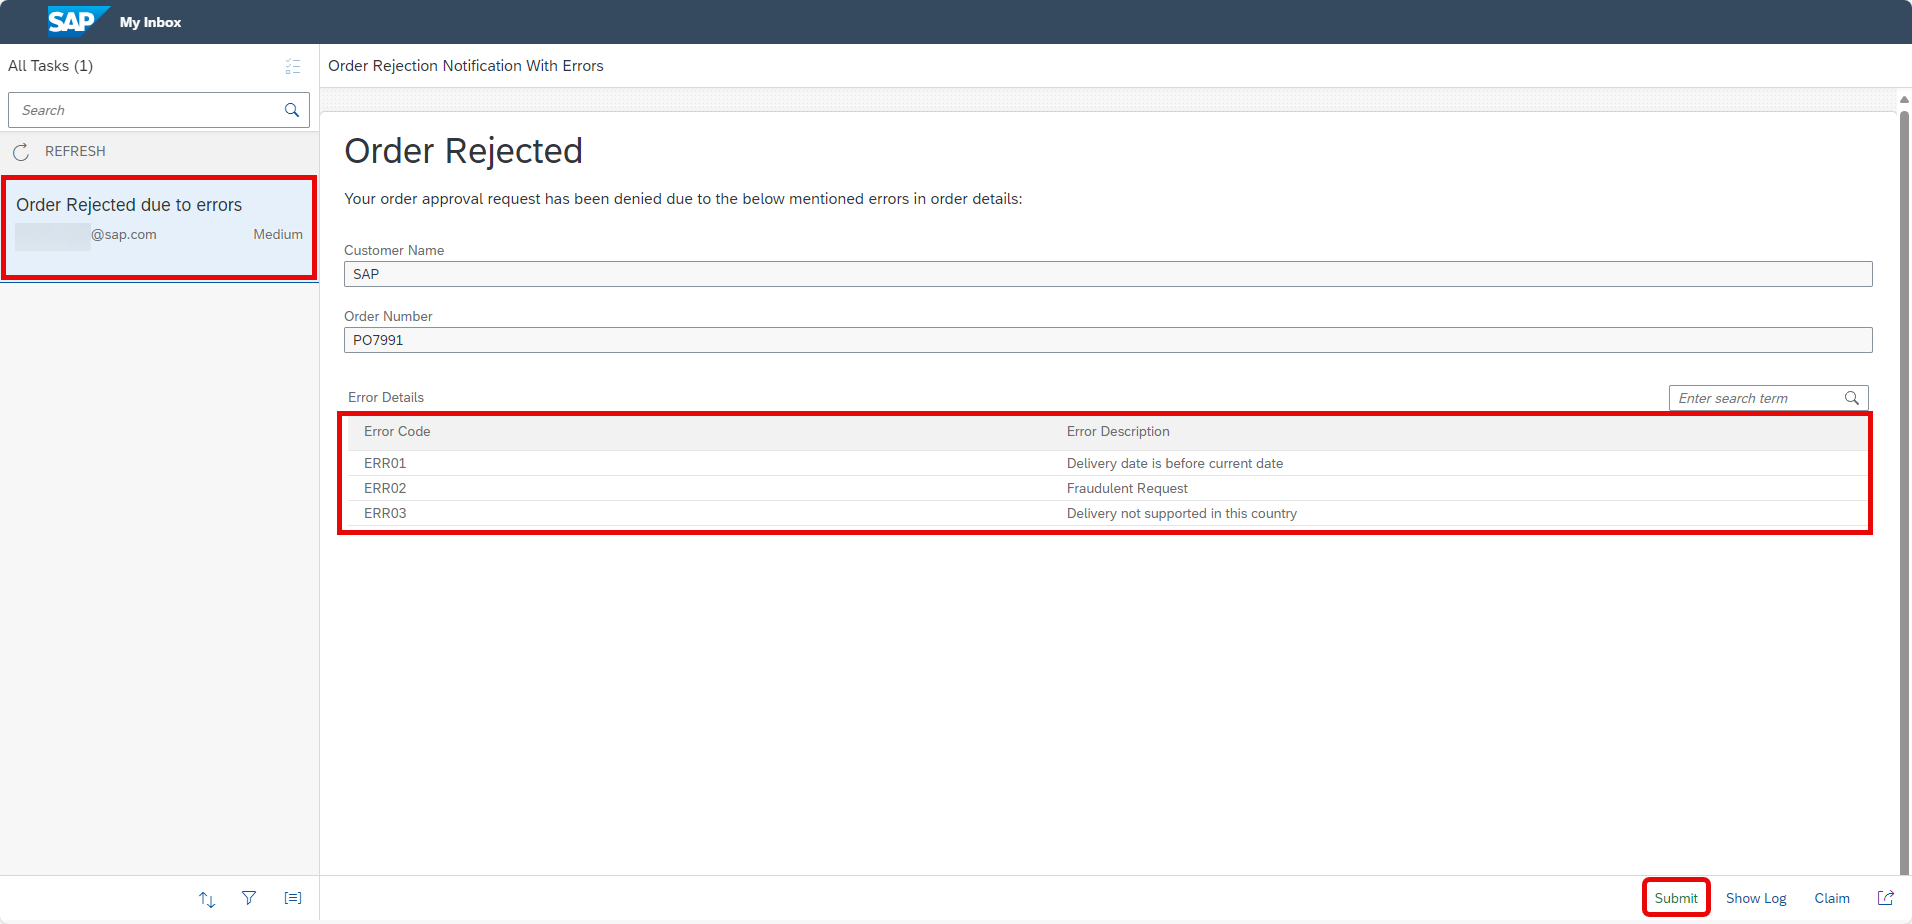 SAP My Inbox
All Tasks (1)
Order Rejection Notification With Errors
Search
REFRESH
Order Rejected due to errors
@sap.com Medium
Order Rejected
Your order approval request has been denied due to the below mentioned errors in order details:
Customer Name
SAP
Order Number
PO7991
Error Details
Enter search term
Error Code Error Description
ERR01 Delivery date is before current date
ERR02 Fraudulent Request
ERR03 Delivery not supported in this country
Submit Show Log Claim